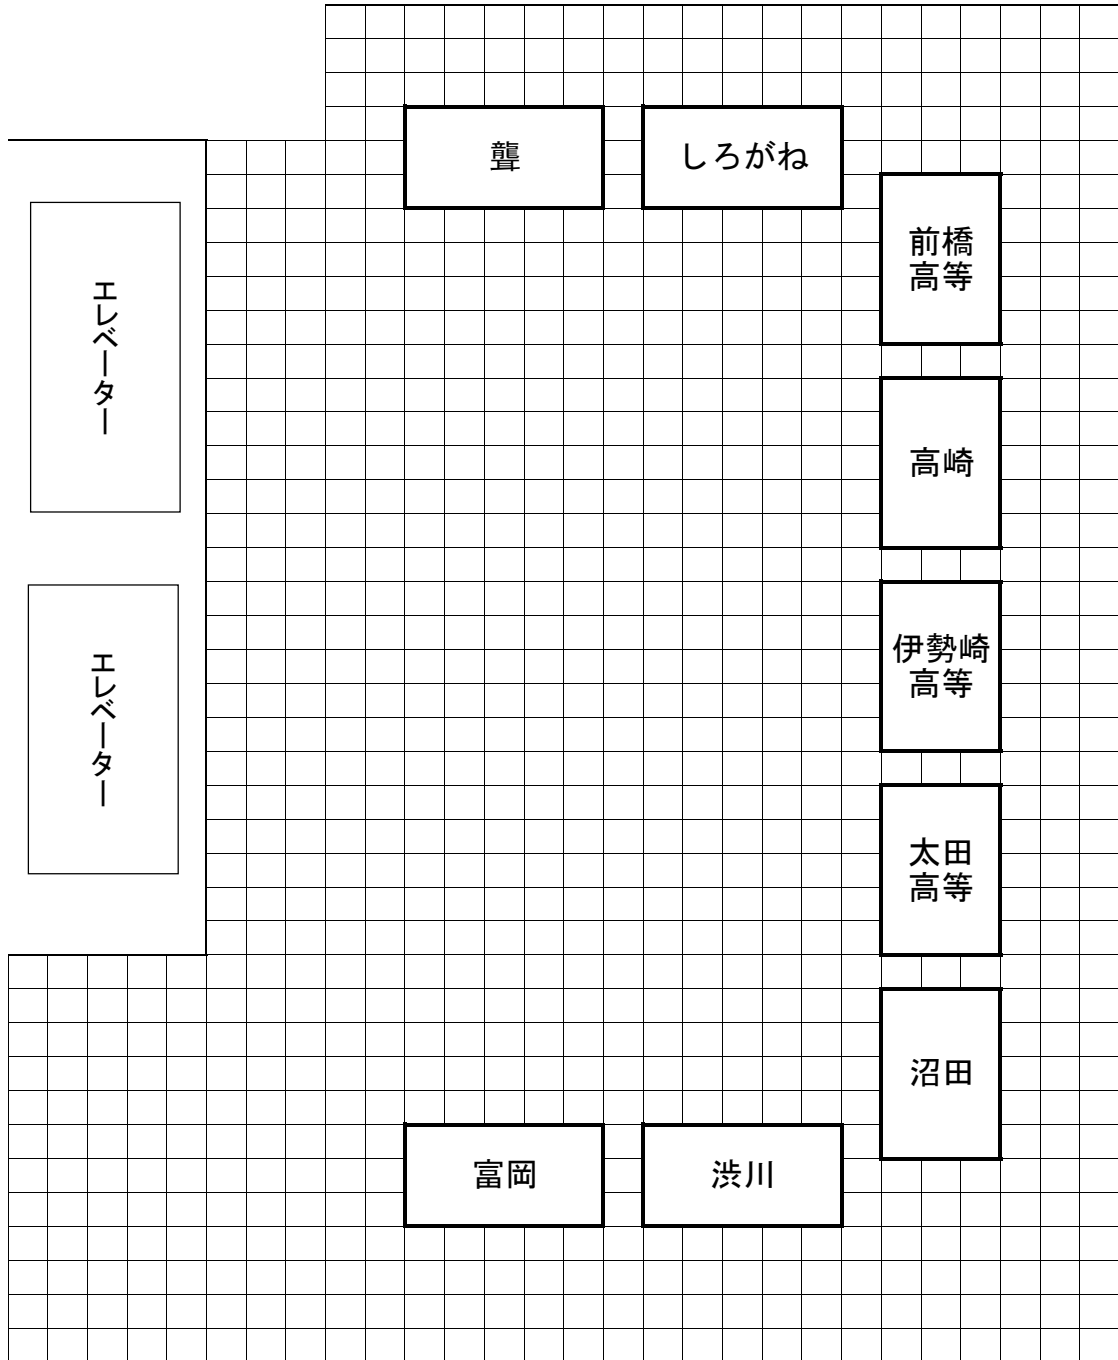 聾
しろがね
前橋
高等
エレベーター
高崎
伊勢崎
高等
エレベーター
太田
高等
沼田
富岡
渋川